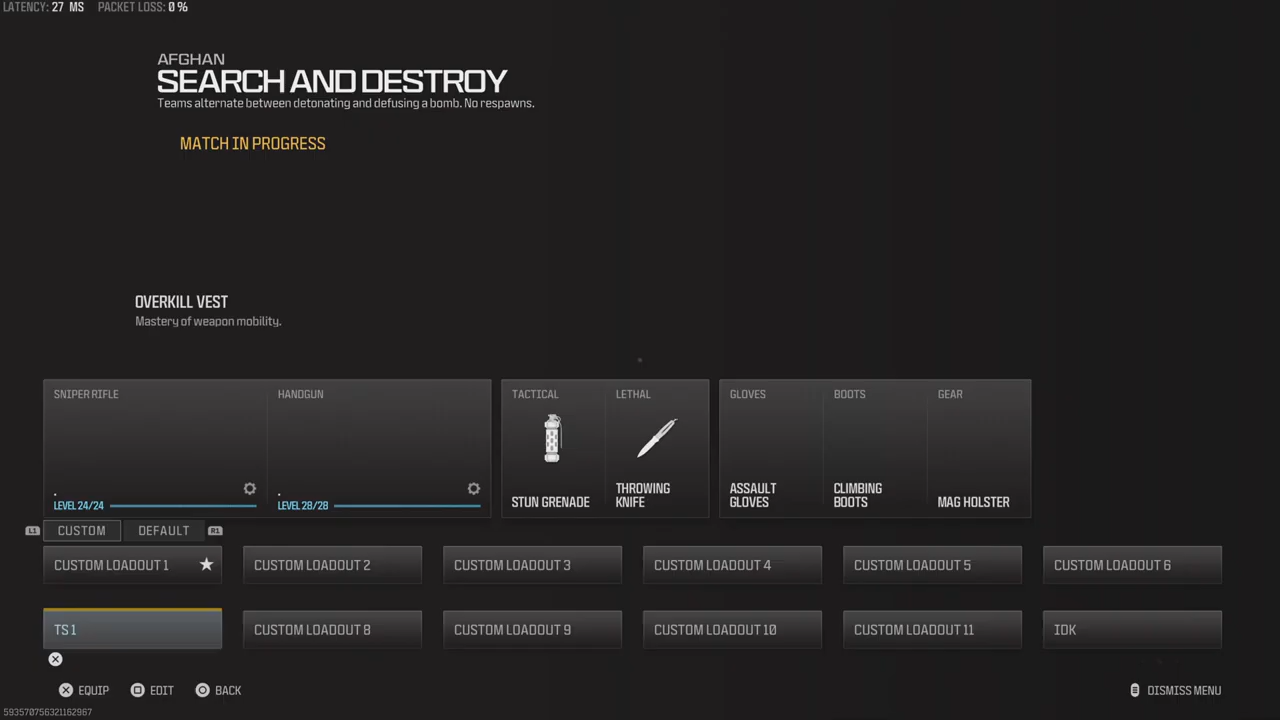 LATENCY: 27 MS PACKET LOSS: 0%
AFGHAN
SEARCH AND DESTROY
Teams alternate between detonating and defusing a bomb. No respawns.
MATCH IN PROGRESS
OVERKILL VEST
Mastery of weapon mobility.
SNIPER RIFLE HANDGUN TACTICAL LETHAL GLOVES BOOTS GEAR
. . STUN GRENADE THROWING KNIFE ASSAULT GLOVES CLIMBING BOOTS MAG HOLSTER
LEVEL 24/24 LEVEL 28/28
L1 CUSTOM DEFAULT R1
CUSTOM LOADOUT 1 CUSTOM LOADOUT 2 CUSTOM LOADOUT 3 CUSTOM LOADOUT 4 CUSTOM LOADOUT 5 CUSTOM LOADOUT 6
TS 1 CUSTOM LOADOUT 8 CUSTOM LOADOUT 9 CUSTOM LOADOUT 10 CUSTOM LOADOUT 11 IDK
EQUIP EDIT BACK DISMISS MENU
593570756321162967